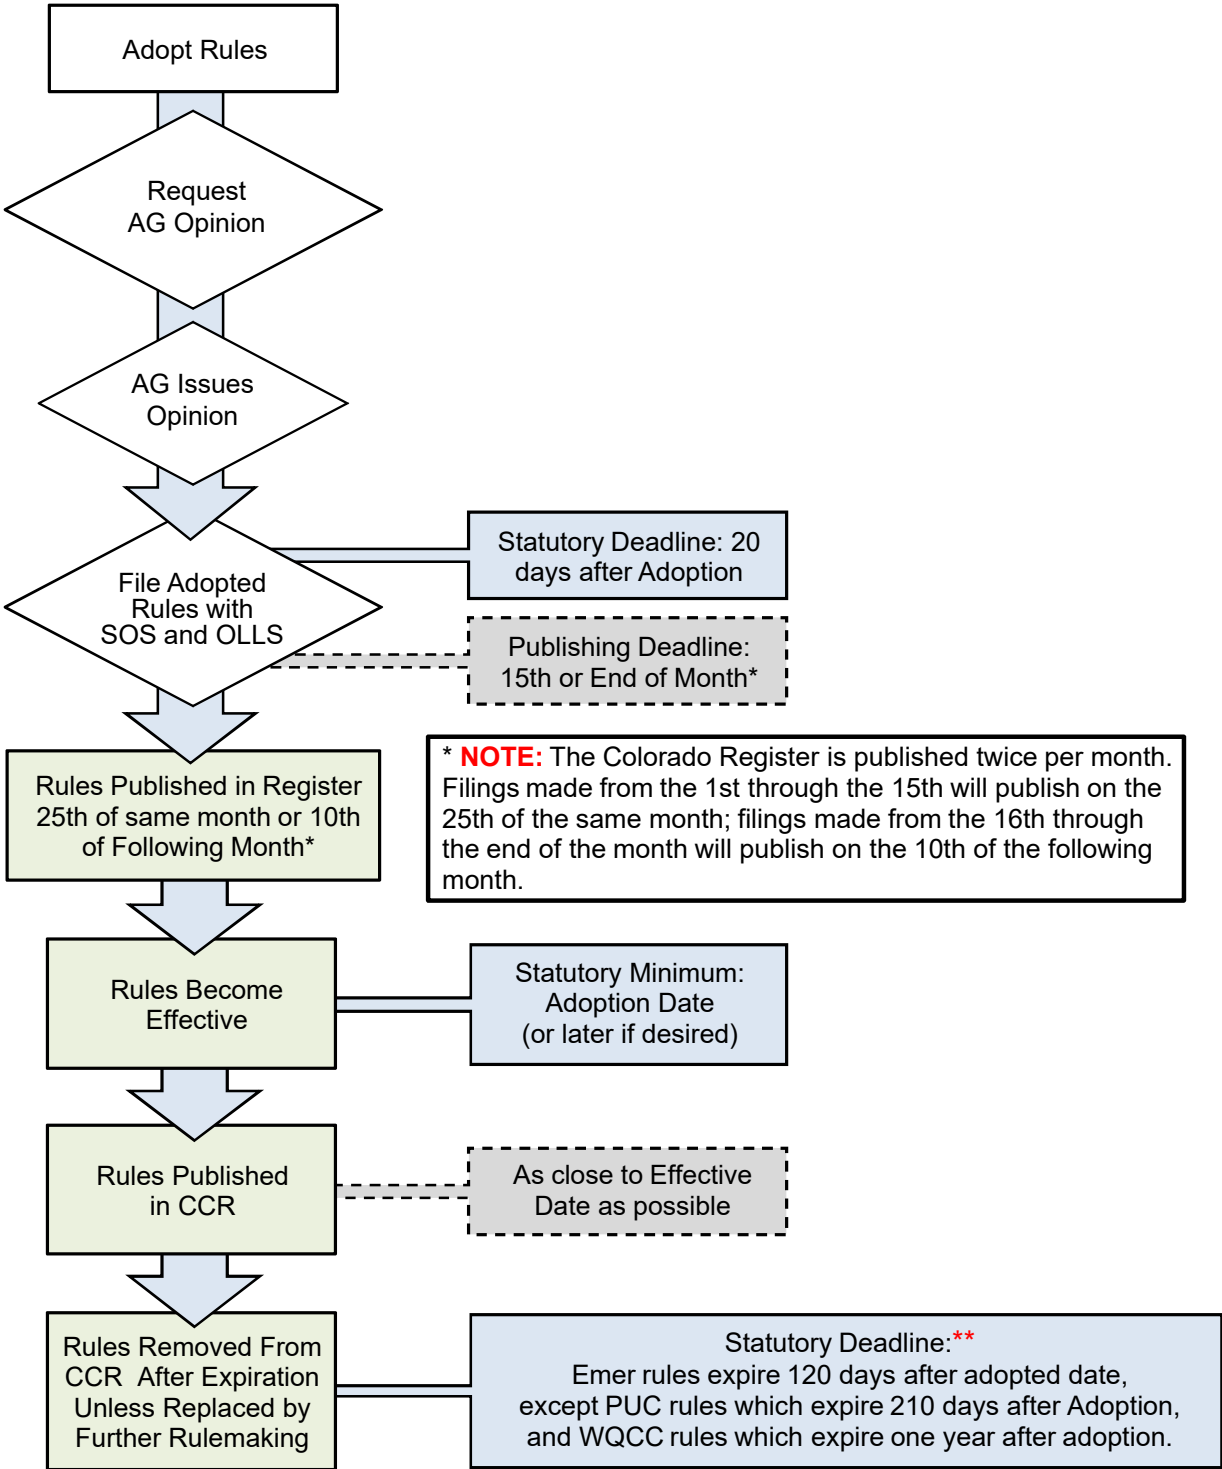 Adopt Rules
Request
AG Opinion
AG Issues
Opinion
File Adopted
Rules with
SOS and OLLS
Statutory Deadline: 20
days after Adoption
Publishing Deadline:
15th or End of Month*
Rules Published in Register
25th of same month or 10th
of Following Month*
* NOTE: The Colorado Register is published twice per month.
Filings made from the 1st through the 15th will publish on the
25th of the same month; filings made from the 16th through
the end of the month will publish on the 10th of the following
month.
Rules Become
Effective
Statutory Minimum:
Adoption Date
(or later if desired)
Rules Published
in CCR
As close to Effective
Date as possible
Rules Removed From
CCR After Expiration
Unless Replaced by
Further Rulemaking
Statutory Deadline:**
Emer rules expire 120 days after adopted date,
except PUC rules which expire 210 days after Adoption,
and WQCC rules which expire one year after adoption.